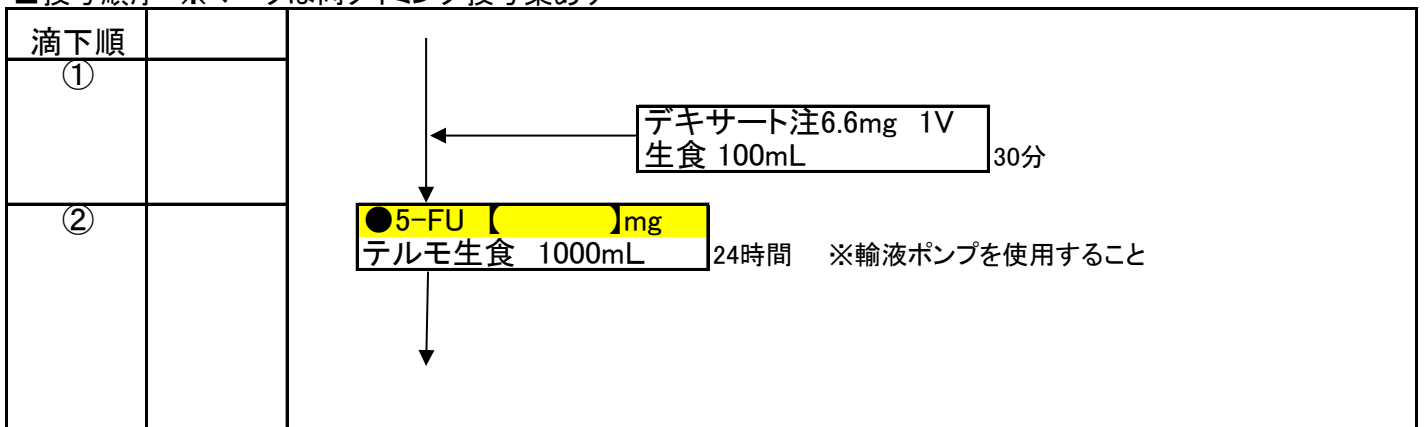 滴下順
①
デキサート注6.6mg 1V
生食 100mL
30分
②
●5-FU 【 】mg
テルモ生食 1000mL
24時間 ※輸液ポンプを使用すること